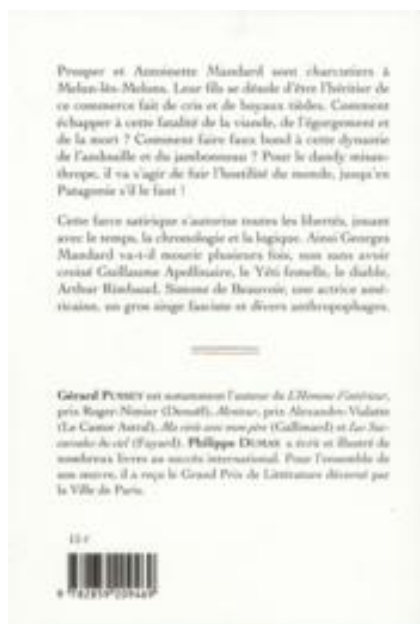 Prosper et Antoinette Mandard sont charcutiers à
Melun-lès-Melons. Leur fils se désole d'être l'héritier de
ce commerce fait de cris et de boyaux tièdes. Comment
échapper à cette fatalité de la viande, de l'égorgement et
de la mort ? Comment faire faux bond à cette dynastie
de l'andouille et du jambonneau ? Pour le dandy misan-
thrope, il va s'agir de fuir l'hostilité du monde, jusqu'en
Patagonie s'il le faut !
Cette farce satirique s'autorise toutes les libertés, jouant
avec le temps, la chronologie et la logique. Ainsi Georges
Mandard va-t-il mourir plusieurs fois, non sans avoir
croisé Guillaume Apollinaire, le Yéti femelle, le diable,
Arthur Rimbaud, Simone de Beauvoir, une actrice amé-
ricaine, un gros singe fasciste et divers anthropophages.
Gérard PUSSEY est notamment l'auteur de L'Homme d'intérieur,
prix Roger-Nimier (Denoël), Menteur, prix Alexandre-Vialatte
(Le Castor Astral), Ma virée avec mon père (Gallimard) et Les
du ciel (Fayard). Philippe DUMAS a écrit et illustré de
nombreux livres au succès international. Pour l'ensemble de
son œuvre, il a reçu le Grand Prix de Littérature décerné par
la Ville de Paris.
9 782859 209469